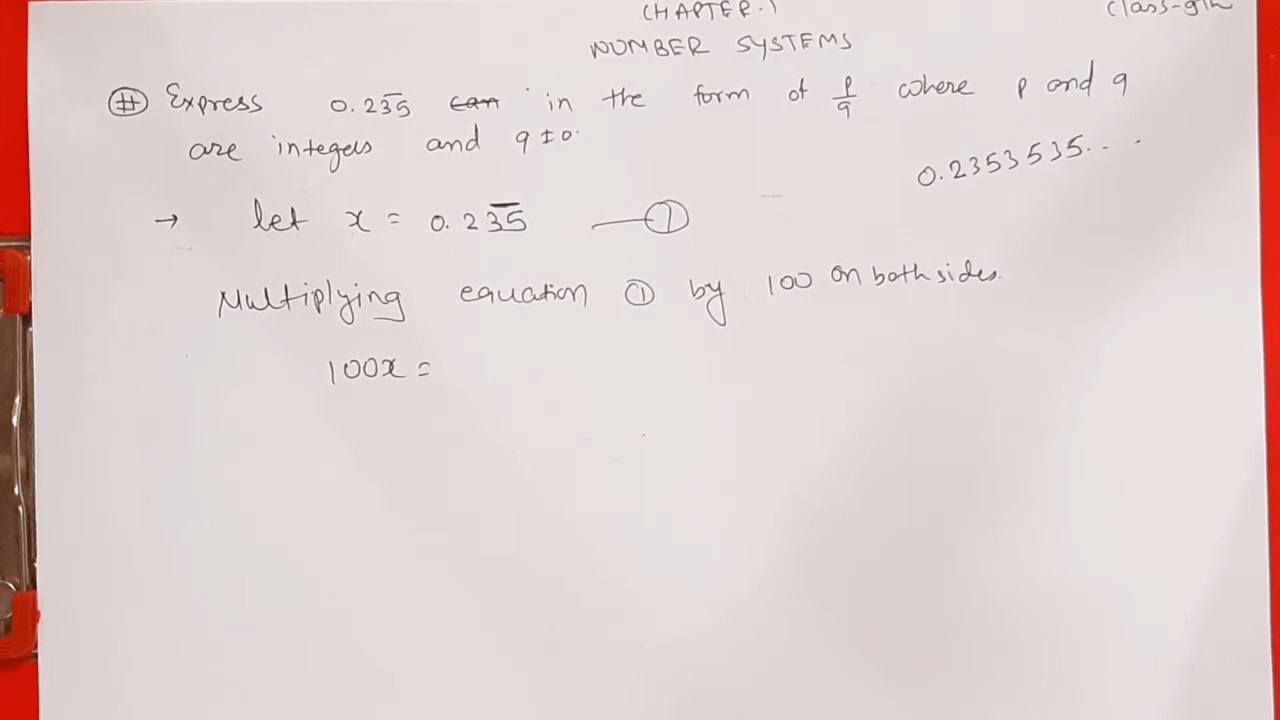 CHAPTER-1
Class-9th
NUMBER SYSTEMS
# Express 0.23̅5̅ can in the form of p/q where p and q
are integers and q ≠ 0.
0.2353535...
→ let x = 0.23̅5̅ — ①
Multiplying equation ① by 100 on both sides.
100x =